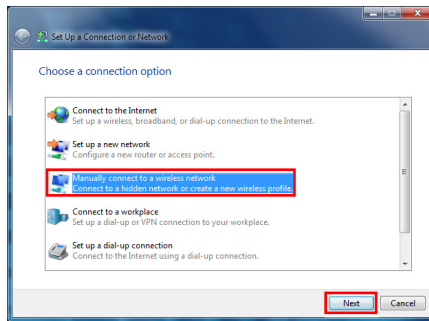 Set Up a Connection or Network
Choose a connection option
Connect to the Internet
Set up a wireless, broadband, or dial-up connection to the Internet.
Set up a new network
Configure a new router or access point.
Manually connect to a wireless network
Connect to a hidden network or create a new wireless profile.
Connect to a workplace
Set up a dial-up or VPN connection to your workplace.
Set up a dial-up connection
Connect to the Internet using a dial-up connection.
Next
Cancel